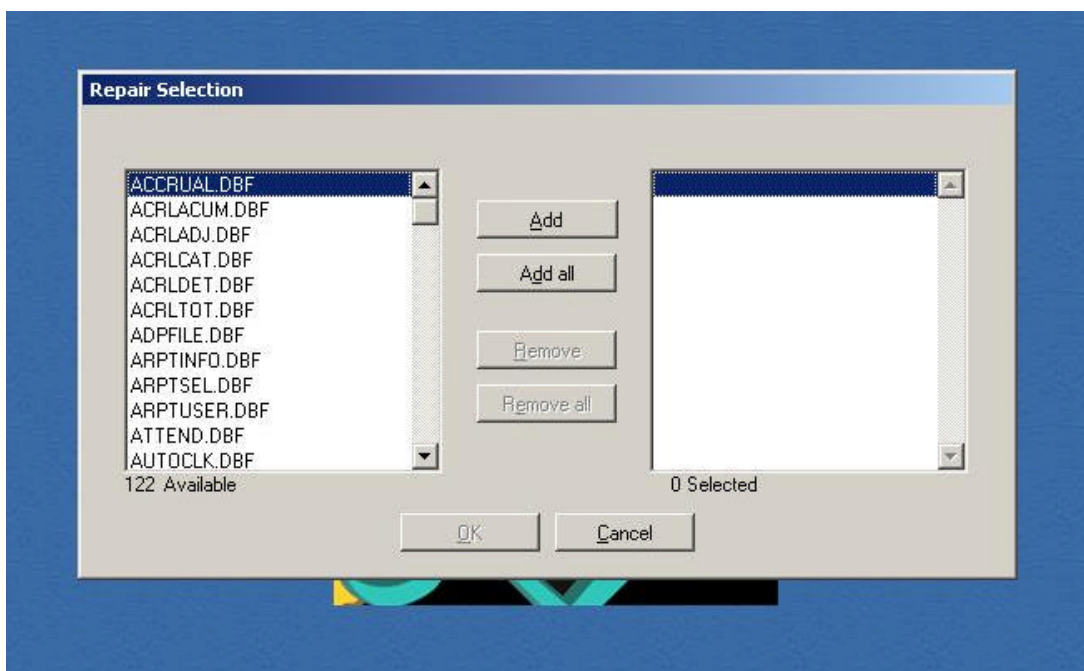 Repair Selection
ACCRUAL.DBF
ACRLACUM.DBF
ACRLADJ.DBF
ACRLCAT.DBF
ACRLDET.DBF
ACRLTOT.DBF
ADPFILE.DBF
ARPTINFO.DBF
ARPTSEL.DBF
ARPTUSER.DBF
ATTEND.DBF
AUTOCLK.DBF
122 Available
Add
Add all
Remove
Remove all
0 Selected
OK
Cancel